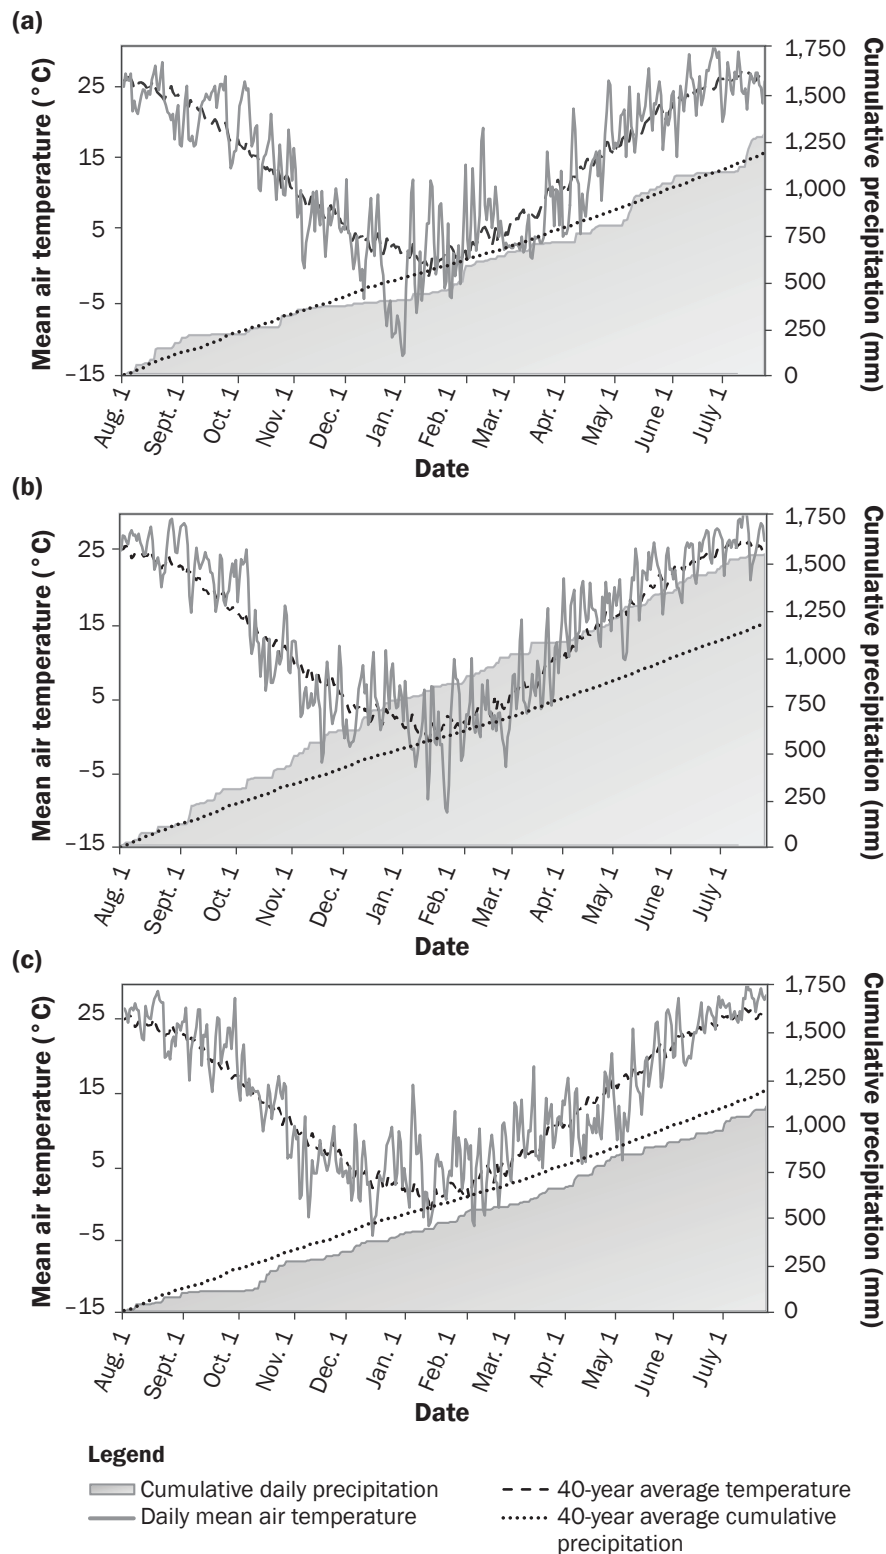 (a)
Mean air temperature (°C)
25
15
5
–5
–15
1,750
1,500
1,250
1,000
750
500
250
0
Cumulative precipitation (mm)
Aug. 1
Sept. 1
Oct. 1
Nov. 1
Dec. 1
Jan. 1
Feb. 1
Mar. 1
Apr. 1
May 1
June 1
July 1
Date
(b)
Mean air temperature (°C)
25
15
5
–5
–15
1,750
1,500
1,250
1,000
750
500
250
0
Cumulative precipitation (mm)
Aug. 1
Sept. 1
Oct. 1
Nov. 1
Dec. 1
Jan. 1
Feb. 1
Mar. 1
Apr. 1
May 1
June 1
July 1
Date
(c)
Mean air temperature (°C)
25
15
5
–5
–15
1,750
1,500
1,250
1,000
750
500
250
0
Cumulative precipitation (mm)
Aug. 1
Sept. 1
Oct. 1
Nov. 1
Dec. 1
Jan. 1
Feb. 1
Mar. 1
Apr. 1
May 1
June 1
July 1
Date
Legend
Cumulative daily precipitation
Daily mean air temperature
40-year average temperature
40-year average cumulative
precipitation